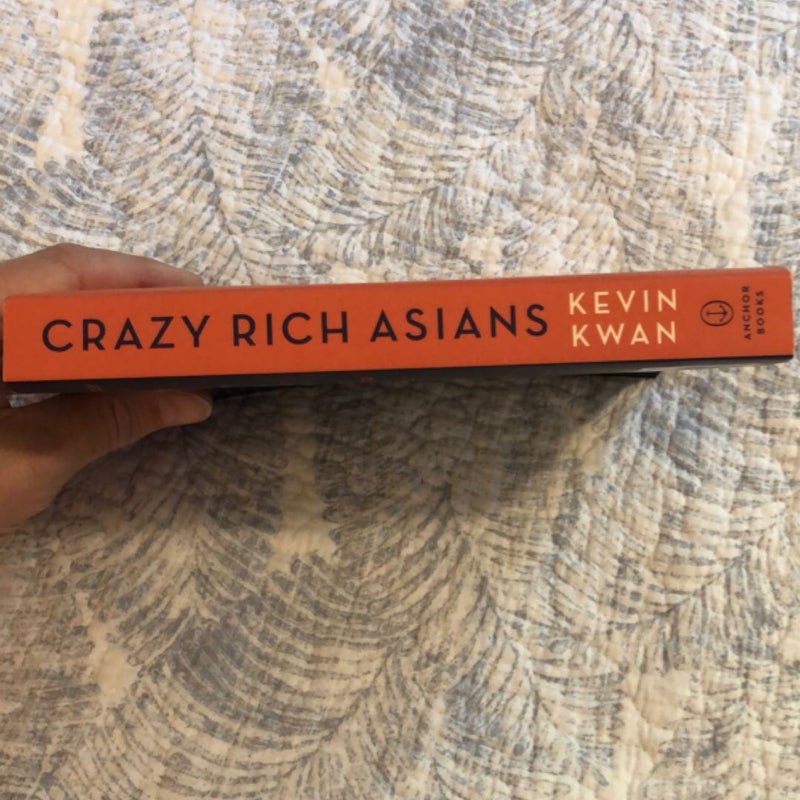 CRAZY RICH ASIANS
KEVIN
KWAN
ANCHOR
BOOKS